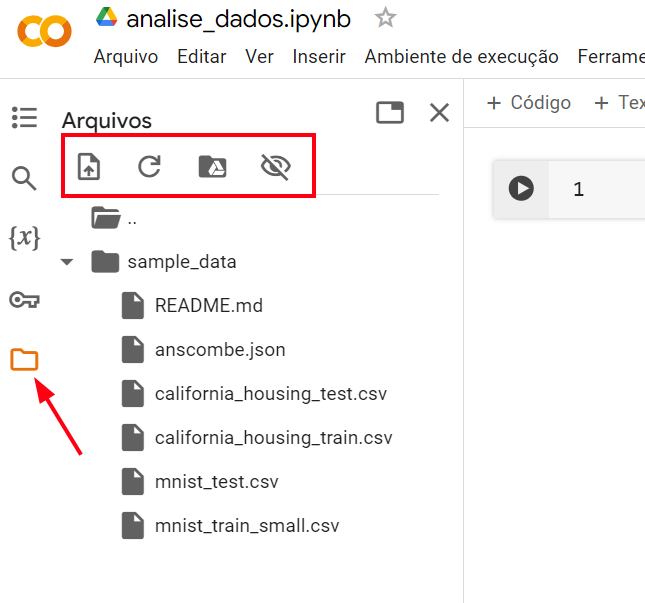 analise_dados.ipynb
Arquivo Editar Ver Inserir Ambiente de execução Ferrame
Arquivos
+ Código + Tex
..
1
sample_data
{x}
README.md
anscombe.json
california_housing_test.csv
california_housing_train.csv
mnist_test.csv
mnist_train_small.csv